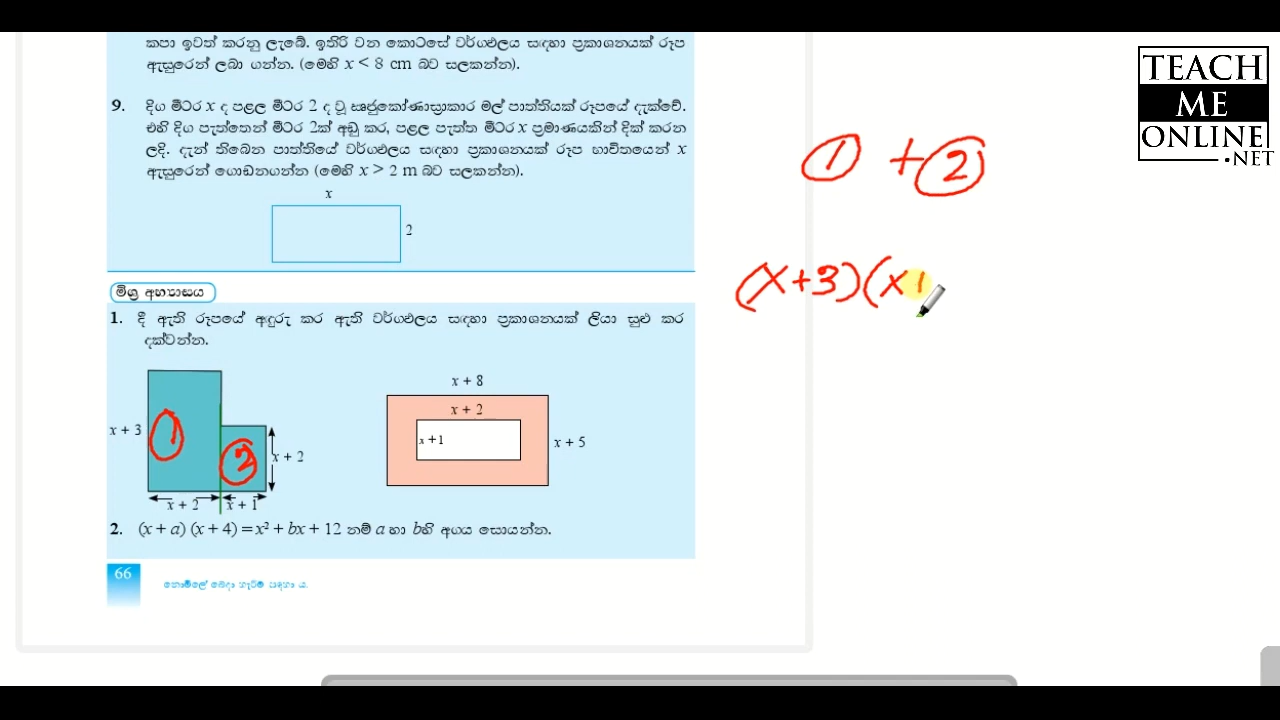 කපා ඉවත් කරනු ලැබේ. ඉතිරි වන කොටසේ වර්ගඵලය සඳහා ප්‍රකාශනයක් රූප
ඇසුරෙන් ලබා ගන්න. (මෙහි x < 8 cm බව සලකන්න).
9. දිග මීටර x ද පළල මීටර 2 ද වූ ඍජුකෝණාස්‍රාකාර මල් පාත්තියක් රූපයේ දැක්වේ.
එහි දිග පැත්තෙන් මීටර 2ක් අඩු කර, පළල පැත්ත මීටර x ප්‍රමාණයකින් දික් කරන
ලදි. දැන් තිබෙන පාත්තියේ වර්ගඵලය සඳහා ප්‍රකාශනයක් රූප භාවිතයෙන් x
ඇසුරෙන් ගොඩනගන්න (මෙහි x > 2 m බව සලකන්න).
x
2
මිශ්‍ර අභ්‍යාසය
1. දී ඇති රූපයේ අඳුරු කර ඇති වර්ගඵලය සඳහා ප්‍රකාශනයක් ලියා සුළු කර
දක්වන්න.
x + 3
1
2
x + 2
x + 2
x + 1
x + 8
x + 2
x + 1
x + 5
2. (x + a) (x + 4) = x² + bx + 12 නම් a හා bහි අගය සොයන්න.
66
නොමිලේ බෙදා හැරීම සඳහා ය.
1 + 2
(x+3)(x
TEACH
ME
ONLINE
.NET